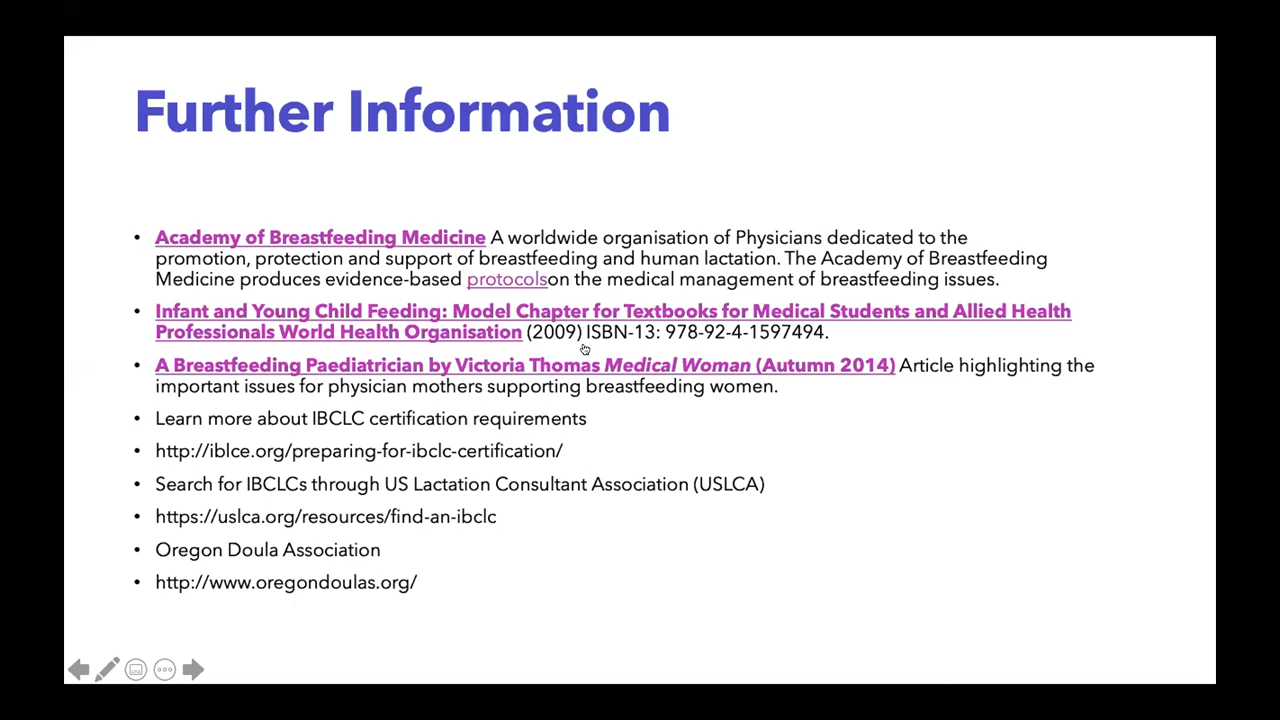 Further Information
• Academy of Breastfeeding Medicine A worldwide organisation of Physicians dedicated to the
promotion, protection and support of breastfeeding and human lactation. The Academy of Breastfeeding
Medicine produces evidence-based protocolson the medical management of breastfeeding issues.
• Infant and Young Child Feeding: Model Chapter for Textbooks for Medical Students and Allied Health
Professionals World Health Organisation (2009) ISBN-13: 978-92-4-1597494.
• A Breastfeeding Paediatrician by Victoria Thomas Medical Woman (Autumn 2014) Article highlighting the
important issues for physician mothers supporting breastfeeding women.
• Learn more about IBCLC certification requirements
• http://iblce.org/preparing-for-ibclc-certification/
• Search for IBCLCs through US Lactation Consultant Association (USLCA)
• https://uslca.org/resources/find-an-ibclc
• Oregon Doula Association
• http://www.oregondoulas.org/